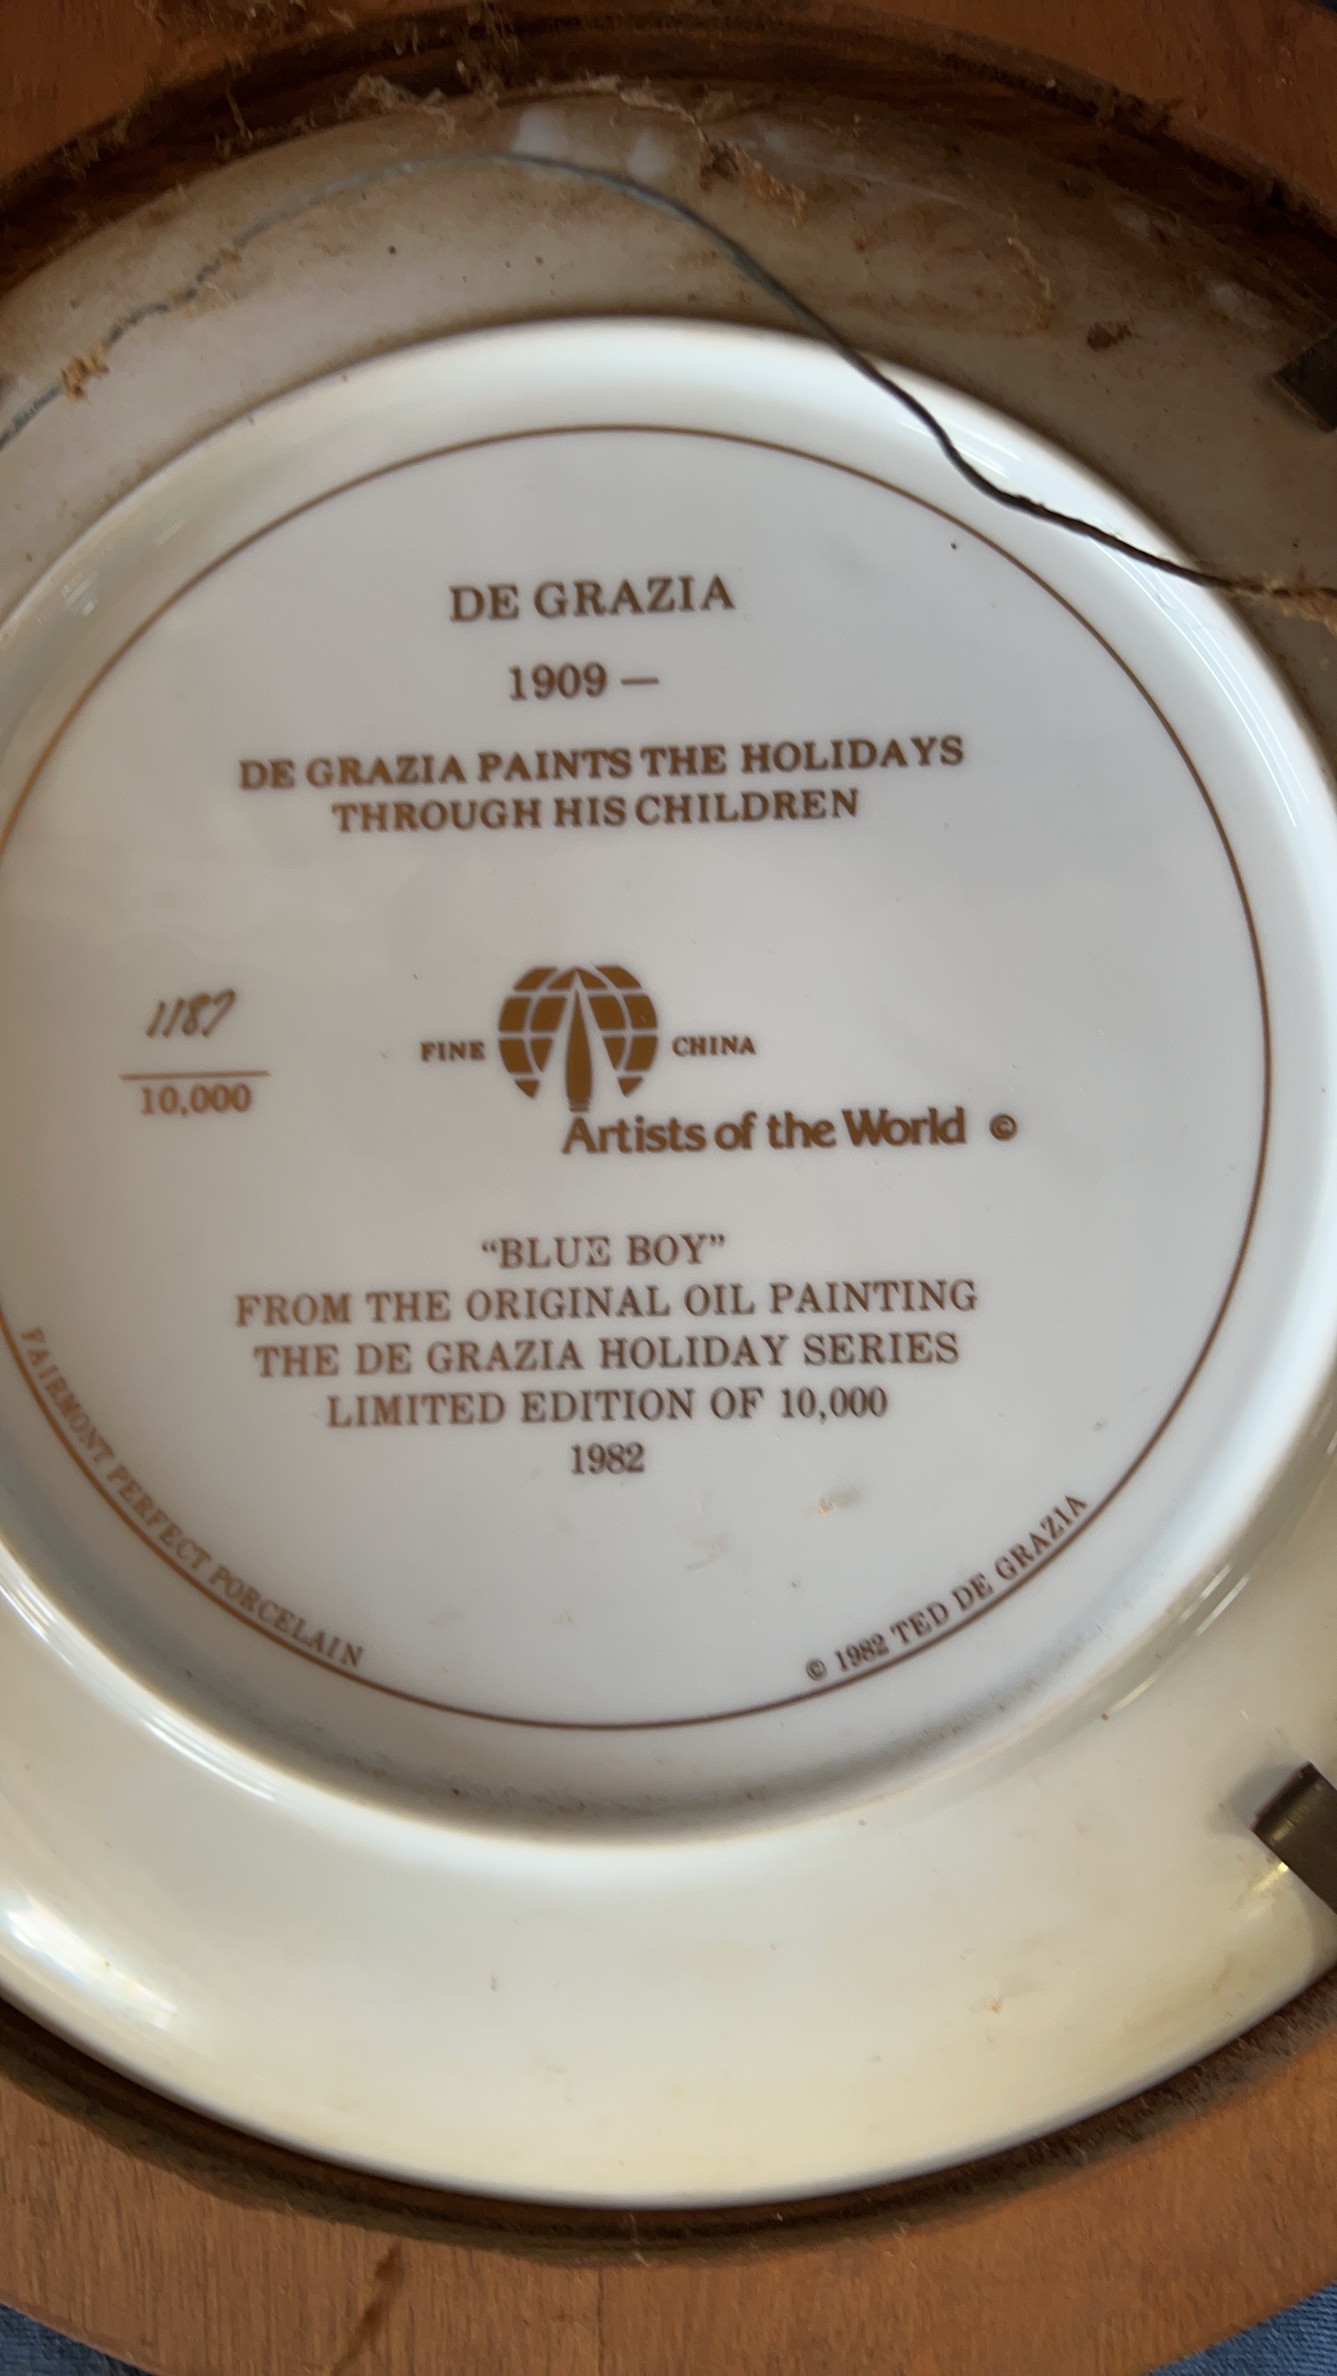 DE GRAZIA
1909 —
DE GRAZIA PAINTS THE HOLIDAYS
THROUGH HIS CHILDREN
1187
10,000
FINE CHINA
Artists of the World ©
“BLUE BOY”
FROM THE ORIGINAL OIL PAINTING
THE DE GRAZIA HOLIDAY SERIES
LIMITED EDITION OF 10,000
1982
FAIRMONT PERFECT PORCELAIN
© 1982 TED DE GRAZIA